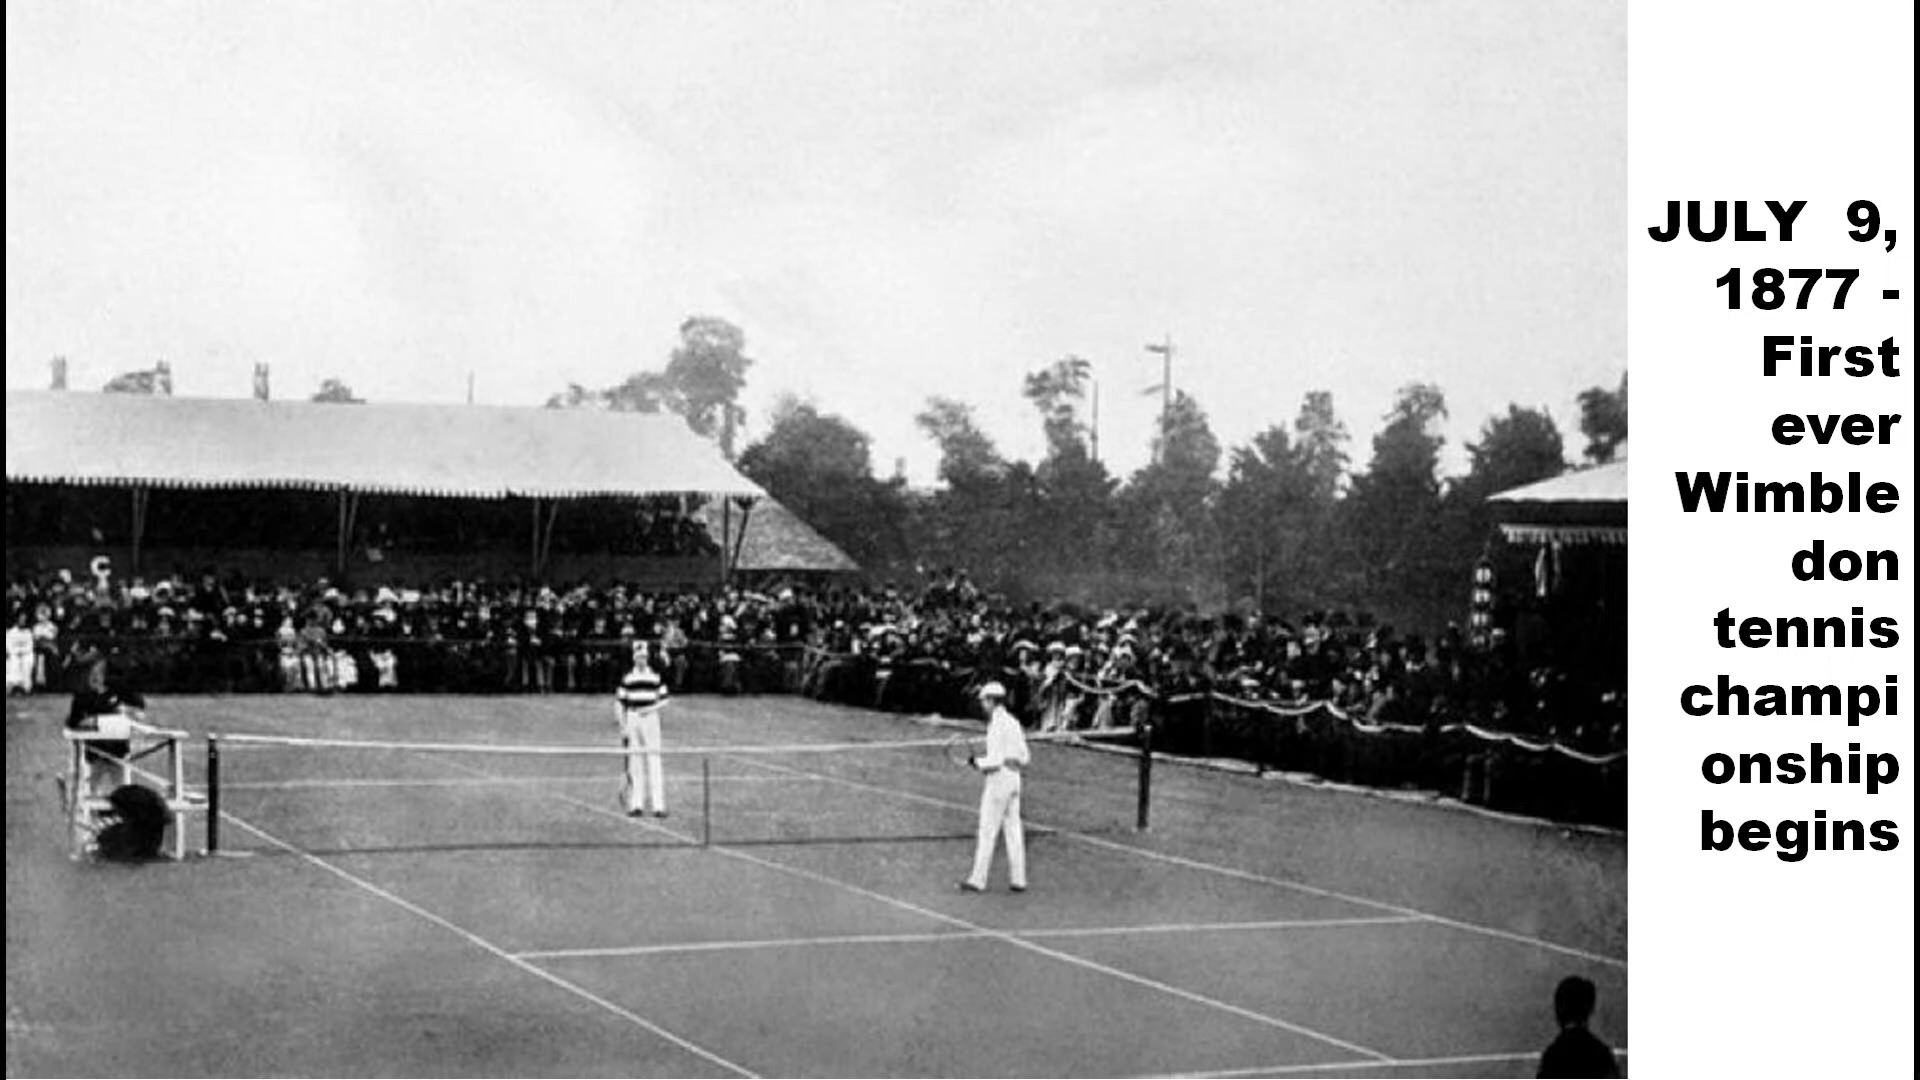 JULY 9,
1877 -
First
ever
Wimble
don
tennis
champi
onship
begins